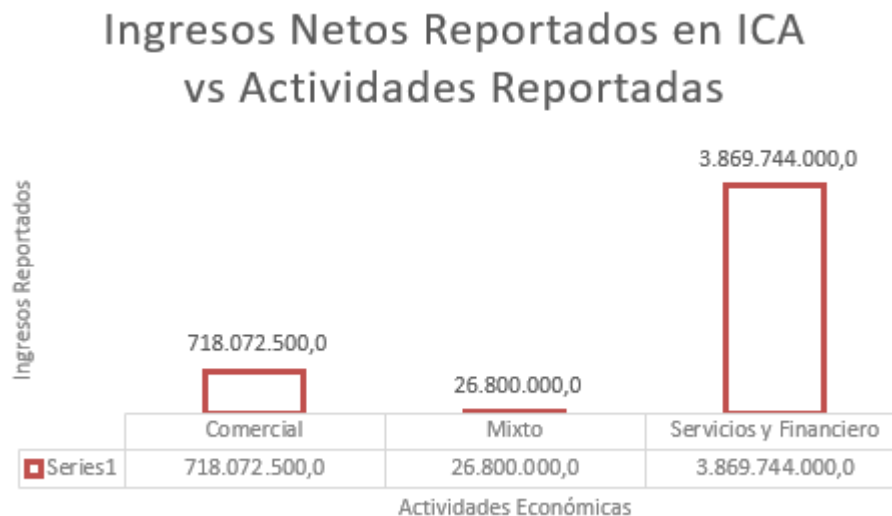 Ingresos Netos Reportados en ICA
vs Actividades Reportadas
Ingresos Reportados
718.072.500,0
26.800.000,0
3.869.744.000,0
Comercial Mixto Servicios y Financiero
Series1 718.072.500,0 26.800.000,0 3.869.744.000,0
Actividades Económicas